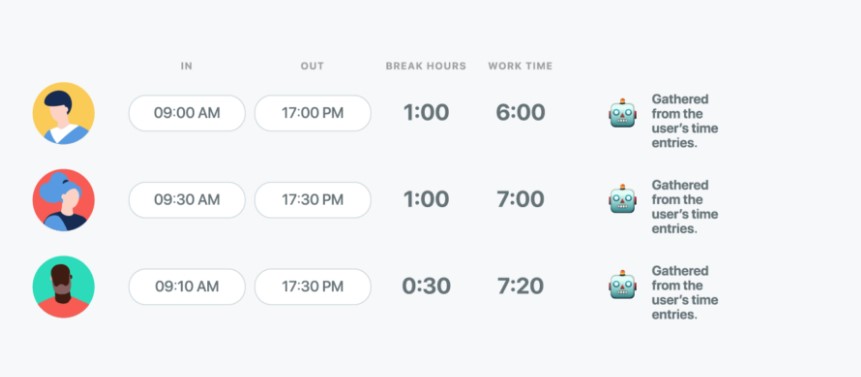 IN OUT BREAK HOURS WORK TIME
09:00 AM 17:00 PM 1:00 6:00
Gathered
from the
user's time
entries.
09:30 AM 17:30 PM 1:00 7:00
Gathered
from the
user's time
entries.
09:10 AM 17:30 PM 0:30 7:20
Gathered
from the
user's time
entries.